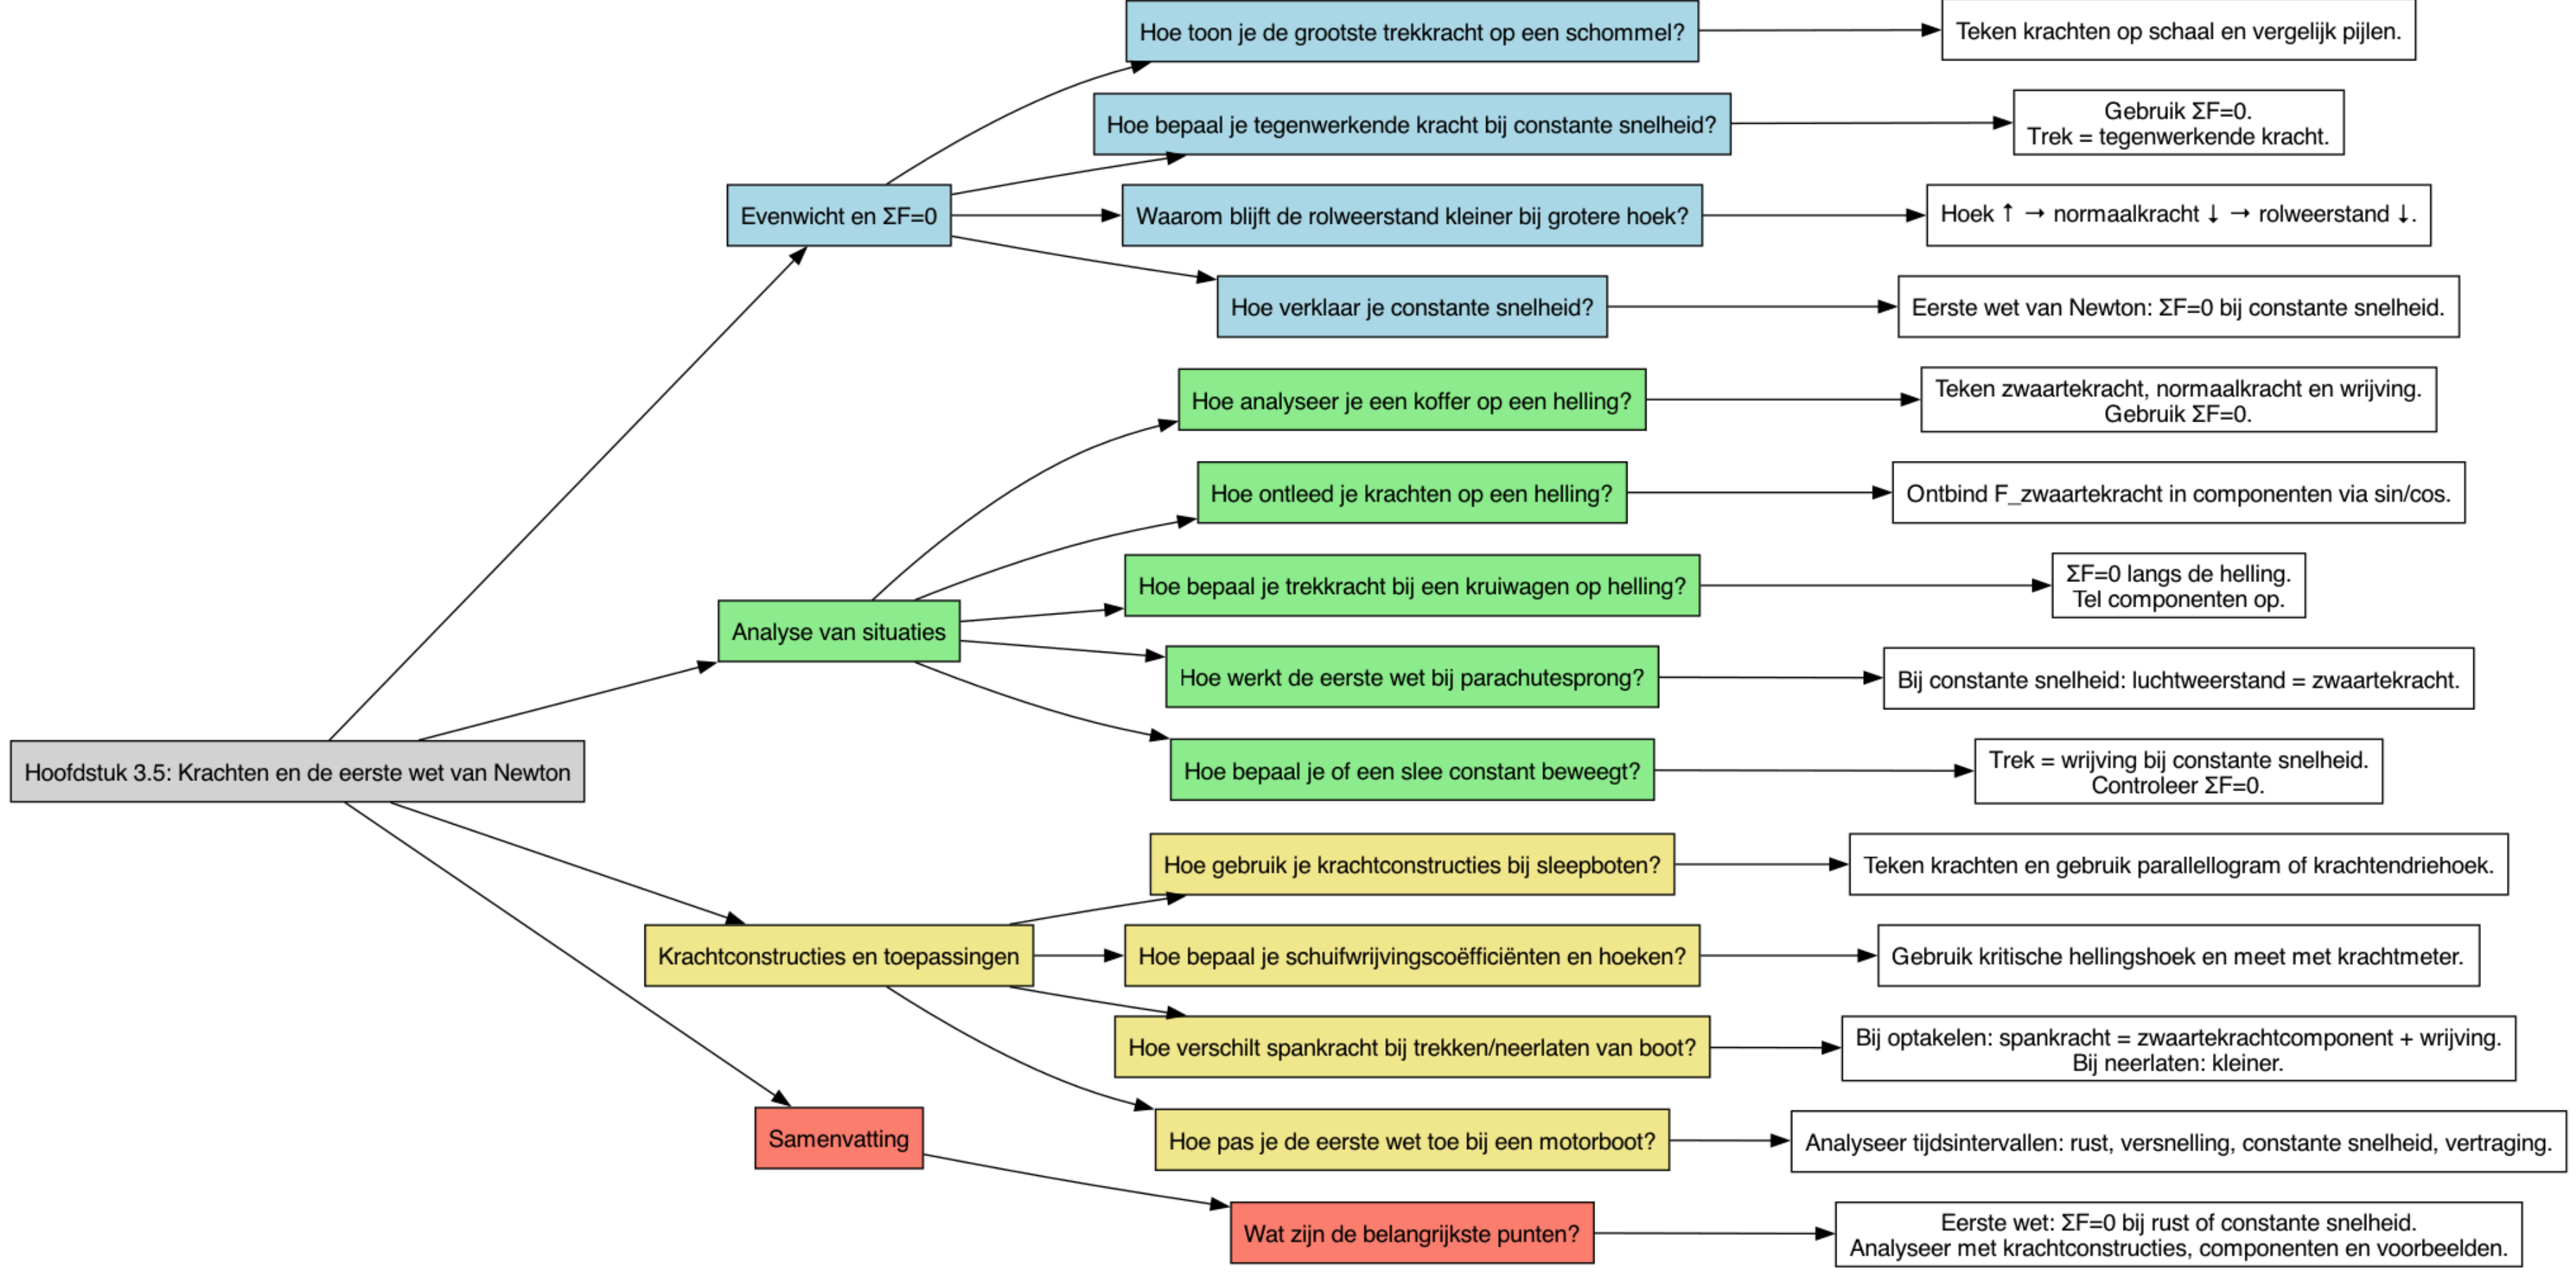 Hoofdstuk 3.5: Krachten en de eerste wet van Newton
Evenwicht en ΣF=0
Hoe toon je de grootste trekkracht op een schommel?
Teken krachten op schaal en vergelijk pijlen.
Hoe bepaal je tegenwerkende kracht bij constante snelheid?
Gebruik ΣF=0.
Trek = tegenwerkende kracht.
Waarom blijft de rolweerstand kleiner bij grotere hoek?
Hoek ↑ → normaalkracht ↓ → rolweerstand ↓.
Hoe verklaar je constante snelheid?
Eerste wet van Newton: ΣF=0 bij constante snelheid.
Analyse van situaties
Hoe analyseer je een koffer op een helling?
Teken zwaartekracht, normaalkracht en wrijving.
Gebruik ΣF=0.
Hoe ontleed je krachten op een helling?
Ontbind F_zwaartekracht in componenten via sin/cos.
Hoe bepaal je trekkracht bij een kruiwagen op helling?
ΣF=0 langs de helling.
Tel componenten op.
Hoe werkt de eerste wet bij parachutesprong?
Bij constante snelheid: luchtweerstand = zwaartekracht.
Hoe bepaal je of een slee constant beweegt?
Trek = wrijving bij constante snelheid.
Controleer ΣF=0.
Krachtconstructies en toepassingen
Hoe gebruik je krachtconstructies bij sleepboten?
Teken krachten en gebruik parallellogram of krachtendriehoek.
Hoe bepaal je schuifwrijvingscoëfficiënten en hoeken?
Gebruik kritische hellingshoek en meet met krachtmeter.
Hoe verschilt spankracht bij trekken/neerlaten van boot?
Bij optakelen: spankracht = zwaartekrachtcomponent + wrijving.
Bij neerlaten: kleiner.
Hoe pas je de eerste wet toe bij een motorboot?
Analyseer tijdsintervallen: rust, versnelling, constante snelheid, vertraging.
Samenvatting
Wat zijn de belangrijkste punten?
Eerste wet: ΣF=0 bij rust of constante snelheid.
Analyseer met krachtconstructies, componenten en voorbeelden.